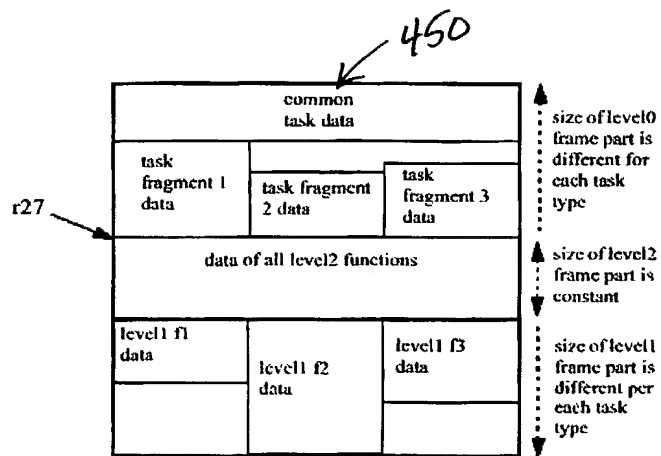 450
common
task data
task
fragment 1
data
task fragment
2 data
task
fragment 3
data
size of level0
frame part is
different for
each task
type
r27
data of all level2 functions
size of level2
frame part is
constant
level1 f1
data
level1 f2
data
level1 f3
data
size of level1
frame part is
different per
each task
type